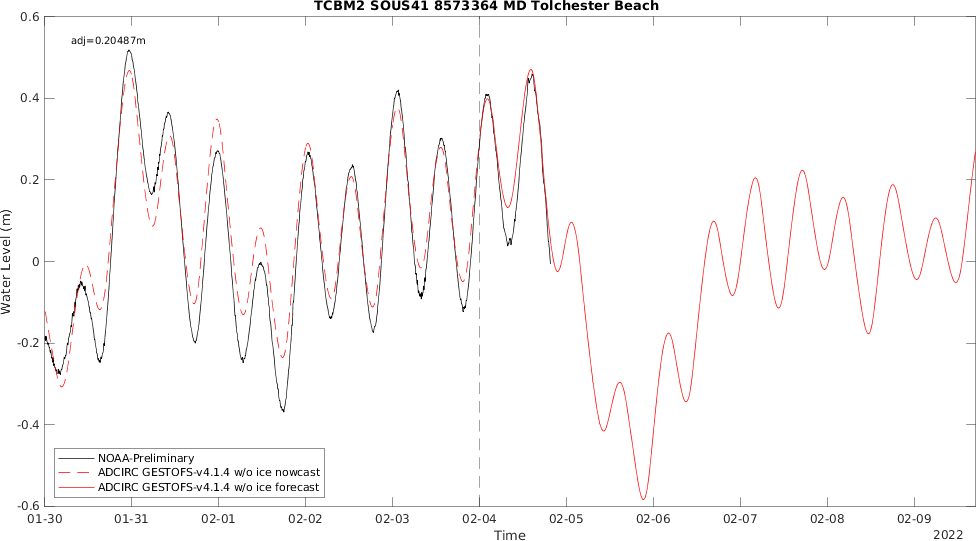 TCBM2 SOUS41 8573364 MD Tolchester Beach
adj=0.20487m
0.6
0.4
0.2
0
-0.2
-0.4
-0.6
Water Level (m)
NOAA-Preliminary
ADCIRC GESTOFS-v4.1.4 w/o ice nowcast
ADCIRC GESTOFS-v4.1.4 w/o ice forecast
01-30 01-31 02-01 02-02 02-03 02-04 02-05 02-06 02-07 02-08 02-09
Time
2022